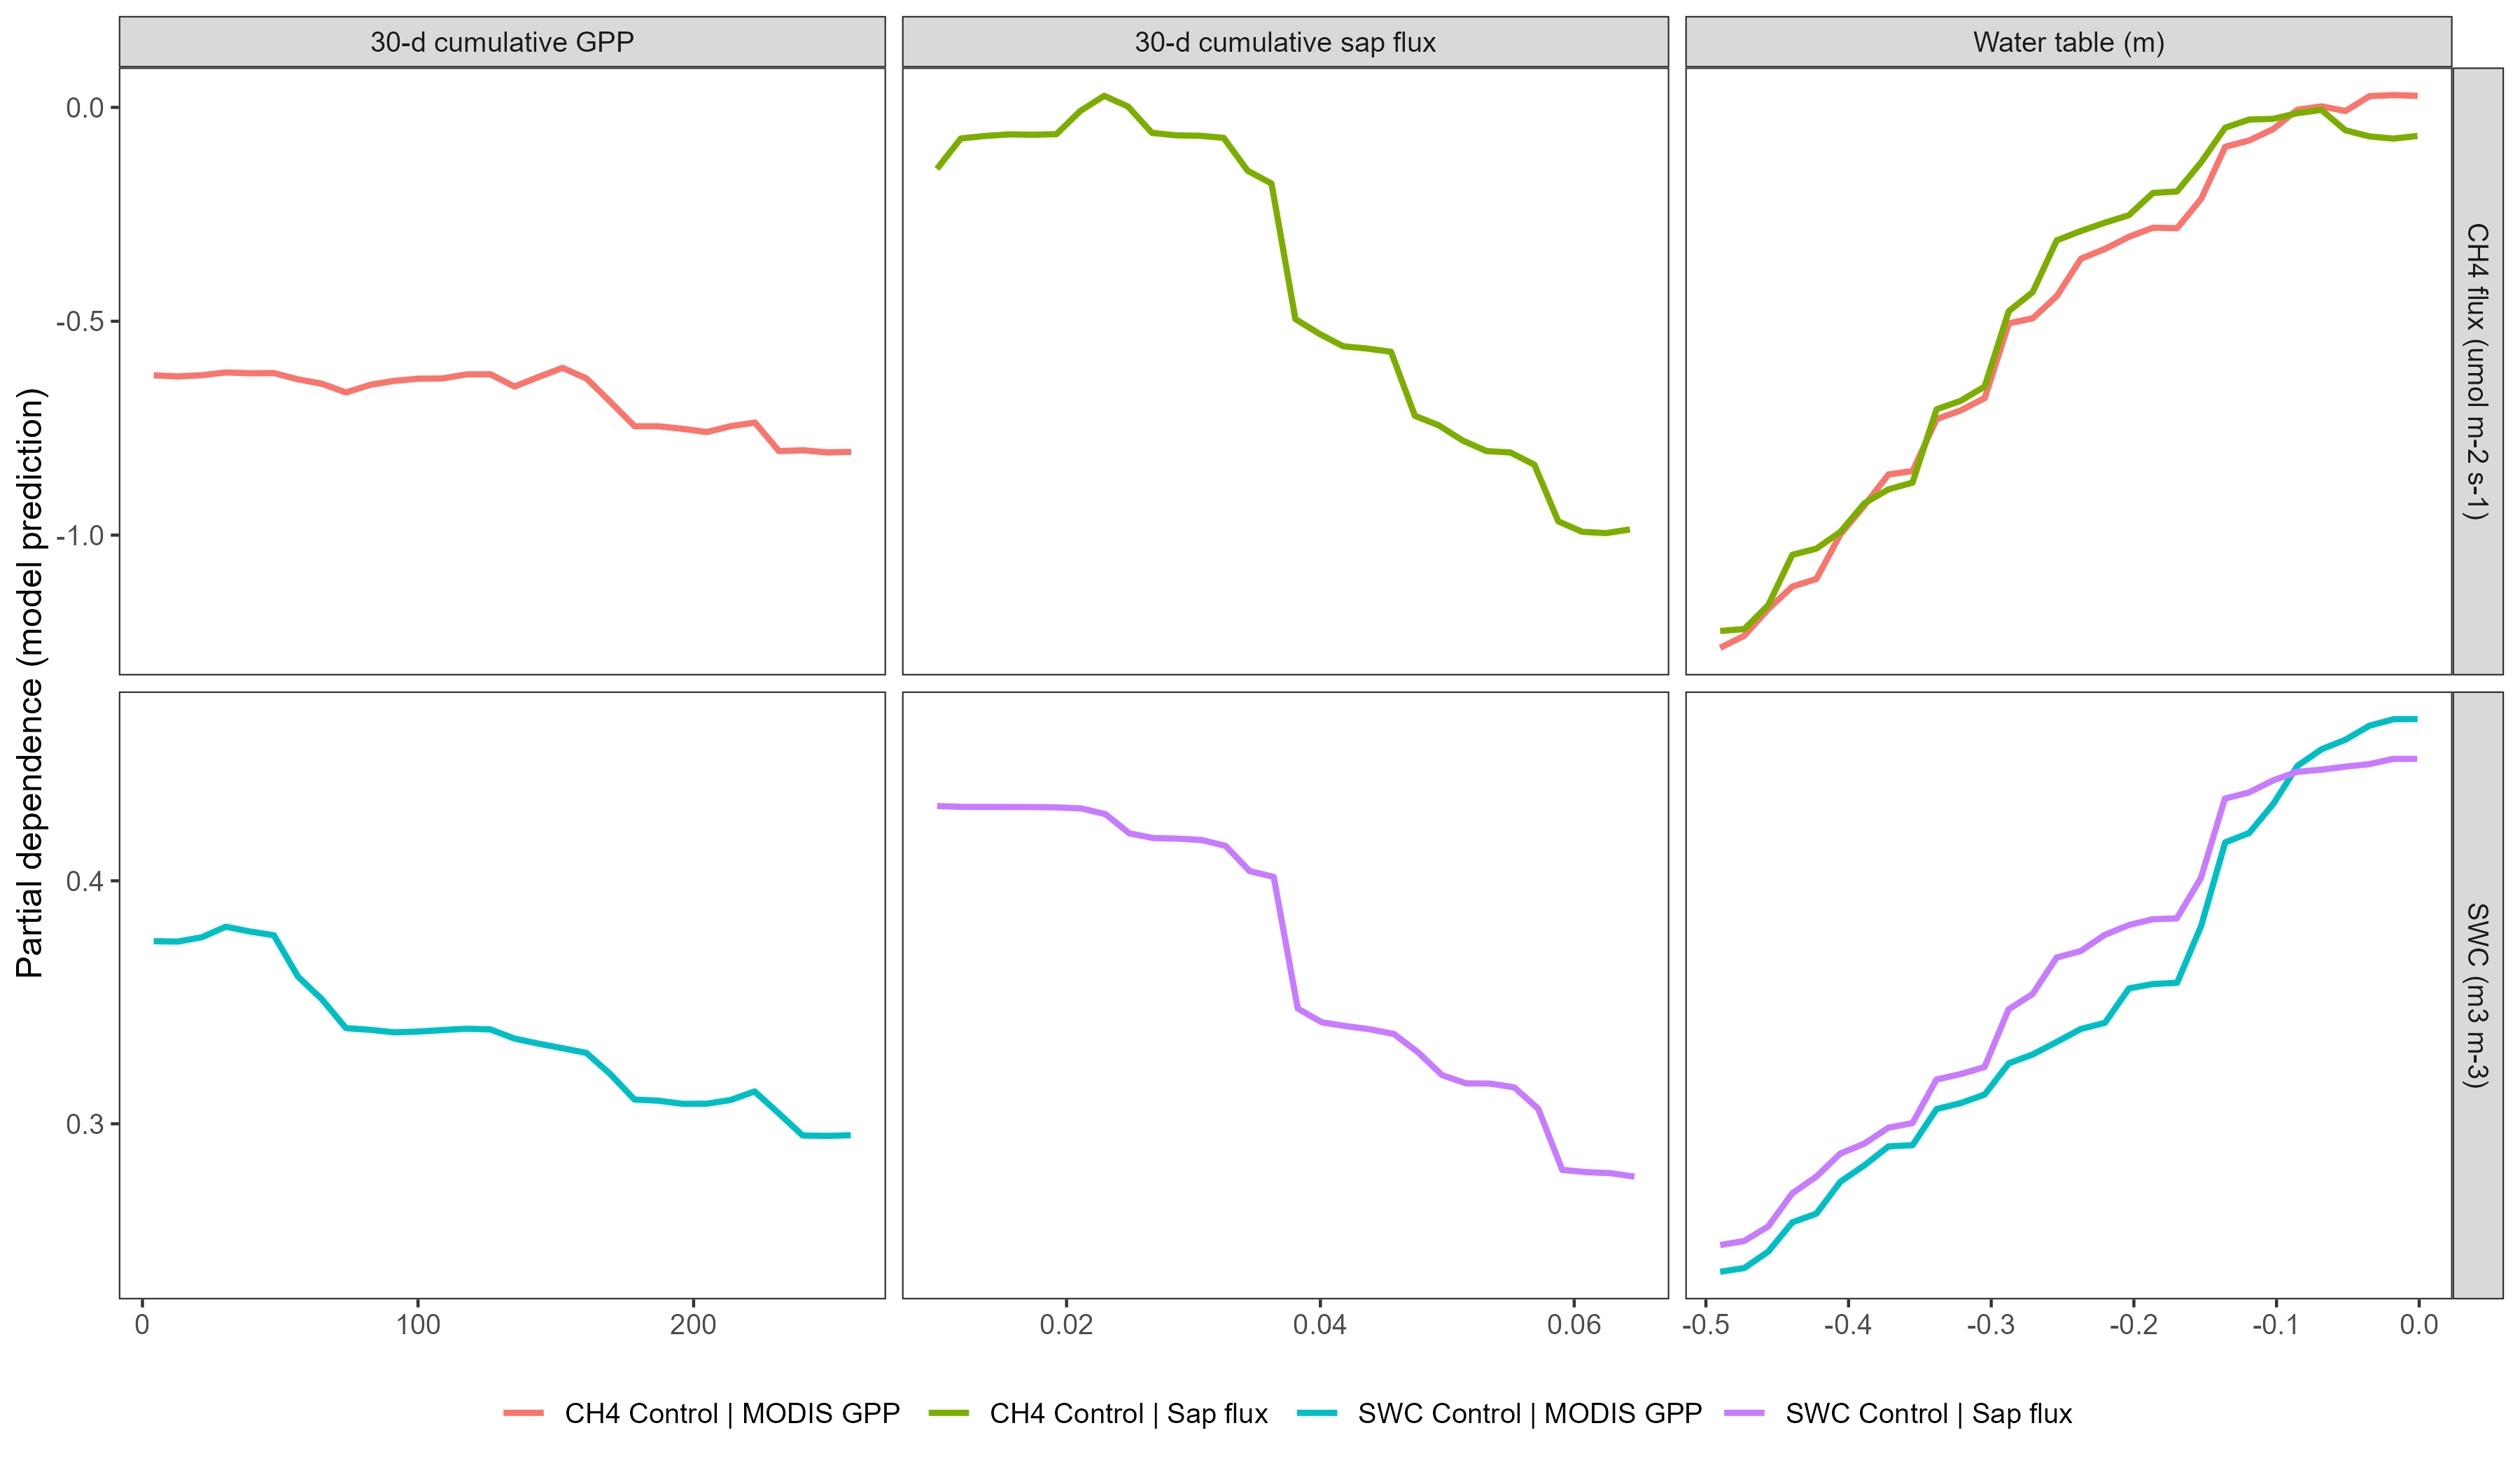 30-d cumulative GPP
30-d cumulative sap flux
Water table (m)
Partial dependence (model prediction)
0.0
-0.5
-1.0
CH4 flux (umol m-2 s-1)
0.4
0.3
SWC (m3 m-3)
0
100
200
0.02
0.04
0.06
-0.5
-0.4
-0.3
-0.2
-0.1
0.0
CH4 Control | MODIS GPP
CH4 Control | Sap flux
SWC Control | MODIS GPP
SWC Control | Sap flux